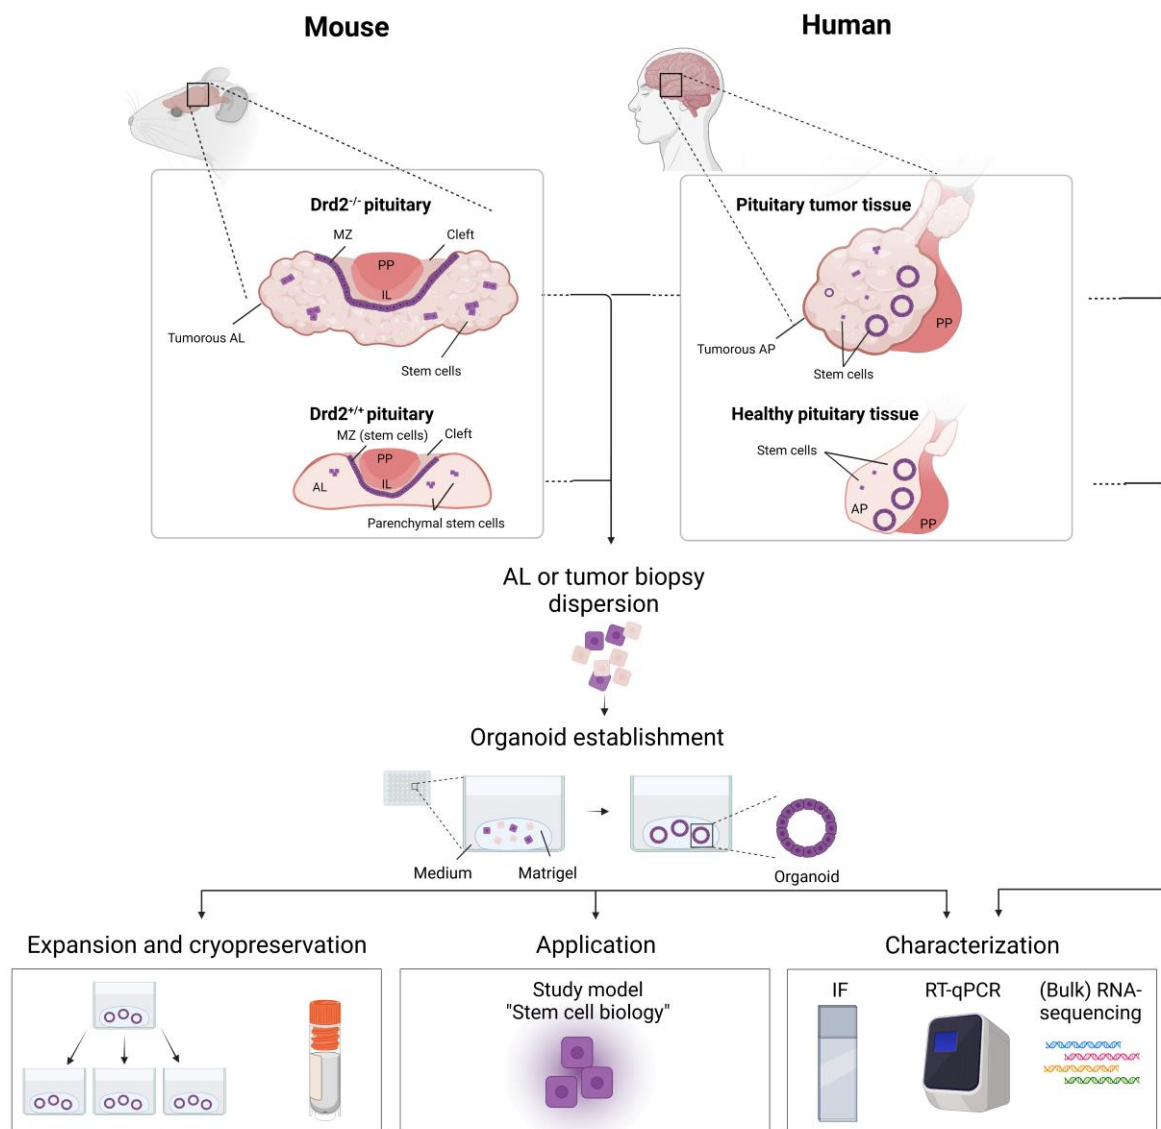 Mouse
Human
Drd2⁻/⁻ pituitary
MZ
Cleft
PP
IL
Tumorous AL
Stem cells
Drd2⁺/⁺ pituitary
MZ (stem cells)
Cleft
PP
AL
IL
Parenchymal stem cells
Pituitary tumor tissue
PP
Tumorous AP
Stem cells
Healthy pituitary tissue
Stem cells
AP
PP
AL or tumor biopsy
dispersion
Organoid establishment
Medium
Matrigel
Organoid
Expansion and cryopreservation
Application
Study model
"Stem cell biology"
Characterization
IF
RT-qPCR
(Bulk) RNA-
sequencing